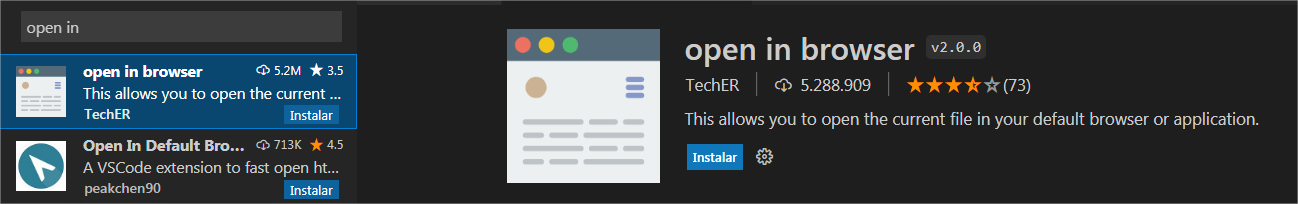 open in
open in browser 5.2M 3.5
This allows you to open the current ...
TechER Instalar
Open In Default Bro... 713K 4.5
A VSCode extension to fast open ht...
peakchen90 Instalar
open in browser v2.0.0
TechER 5.288.909 (73)
This allows you to open the current file in your default browser or application.
Instalar